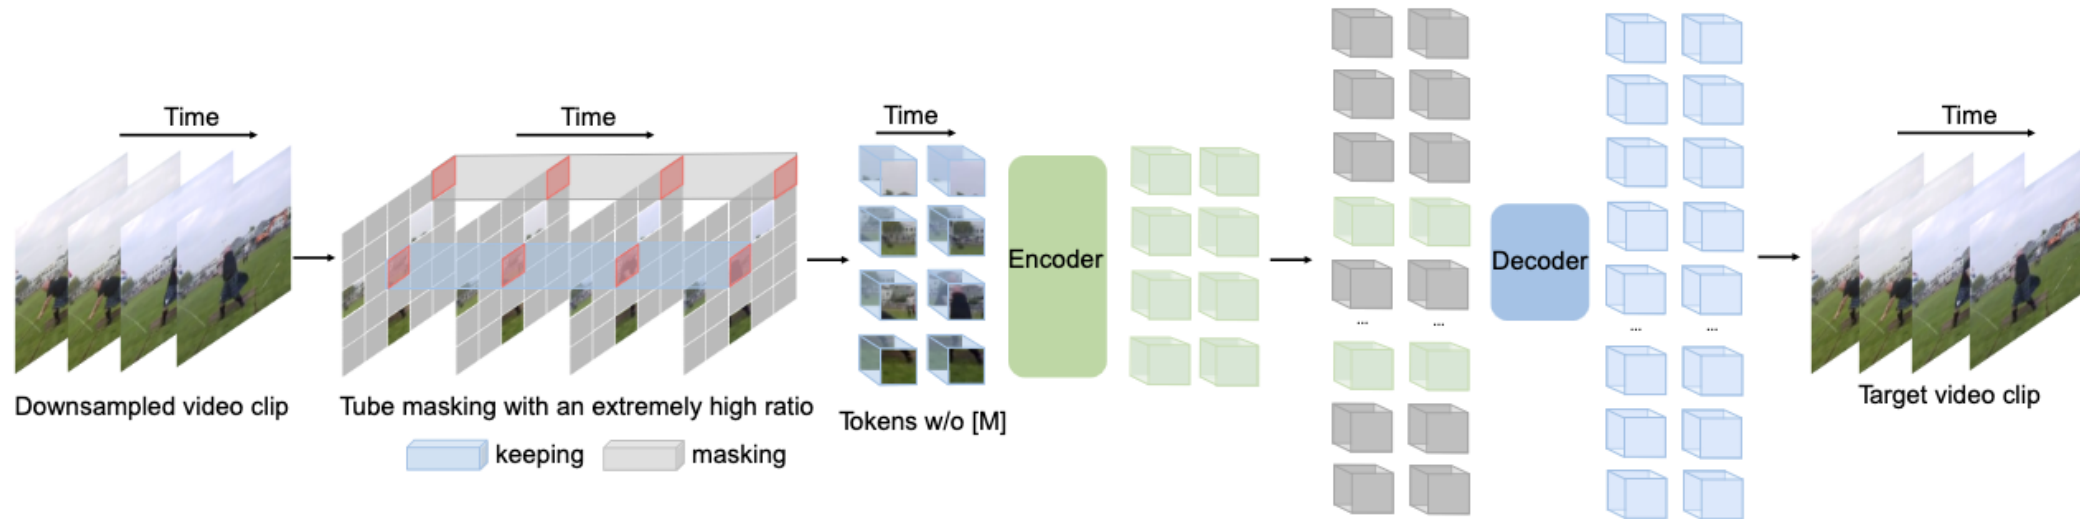 Time
Downsampled video clip
Time
Tube masking with an extremely high ratio
keeping
masking
Time
Tokens w/o [M]
Encoder
... ...
Decoder
... ...
Time
Target video clip